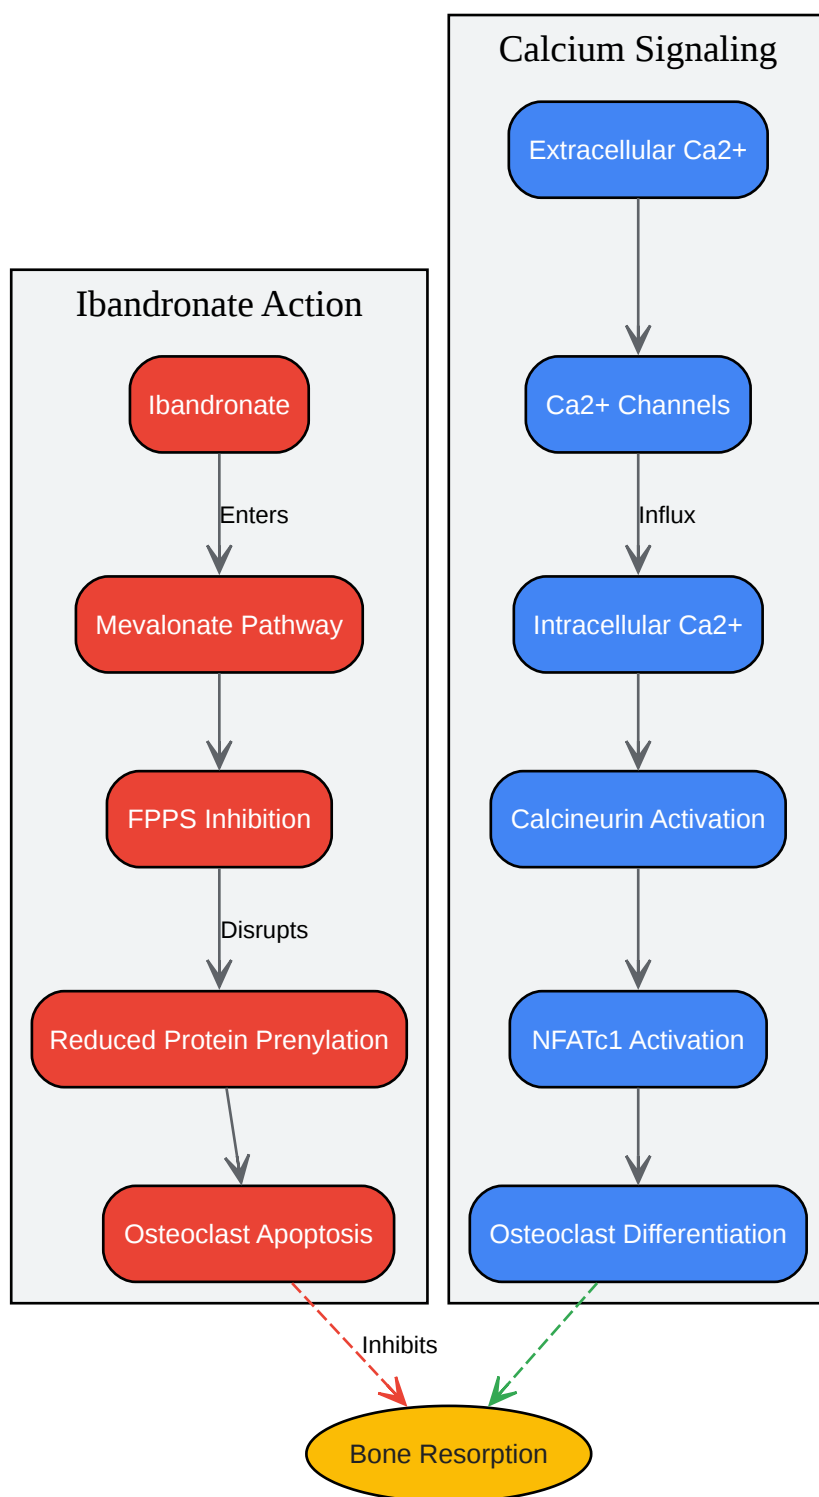 Calcium Signaling
Extracellular Ca2+
Ibandronate Action
Ibandronate
Ca2+ Channels
Enters
Influx
Mevalonate Pathway
Intracellular Ca2+
FPPS Inhibition
Calcineurin Activation
Disrupts
Reduced Protein Prenylation
NFATc1 Activation
Osteoclast Apoptosis
Osteoclast Differentiation
Inhibits
Bone Resorption